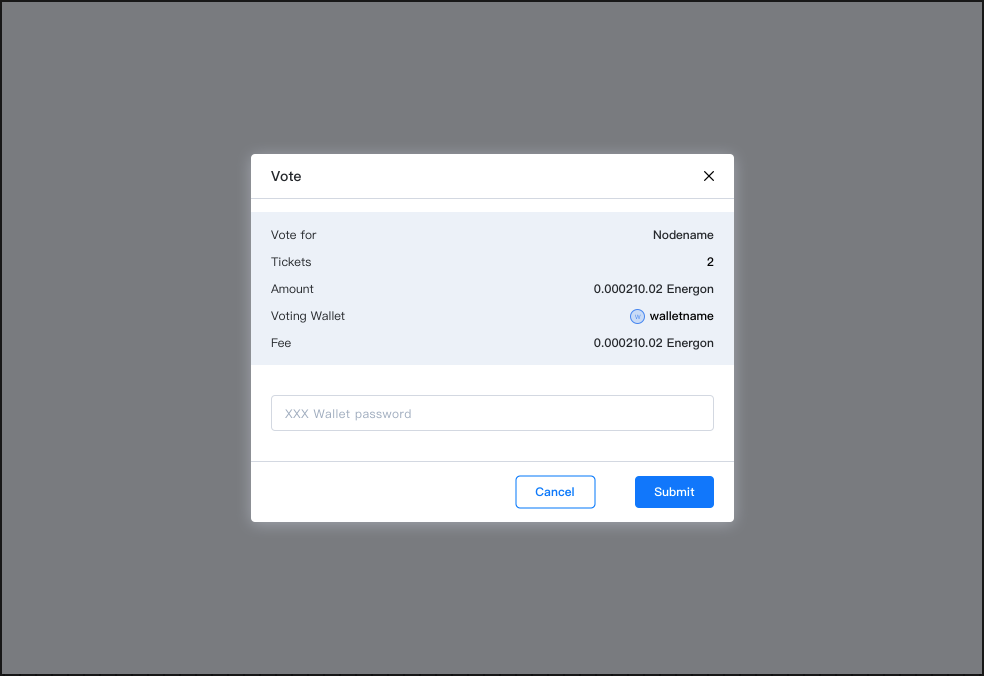 Vote
Vote for Nodename
Tickets 2
Amount 0.000210.02 Energon
Voting Wallet W walletname
Fee 0.000210.02 Energon
XXX Wallet password
Cancel Submit